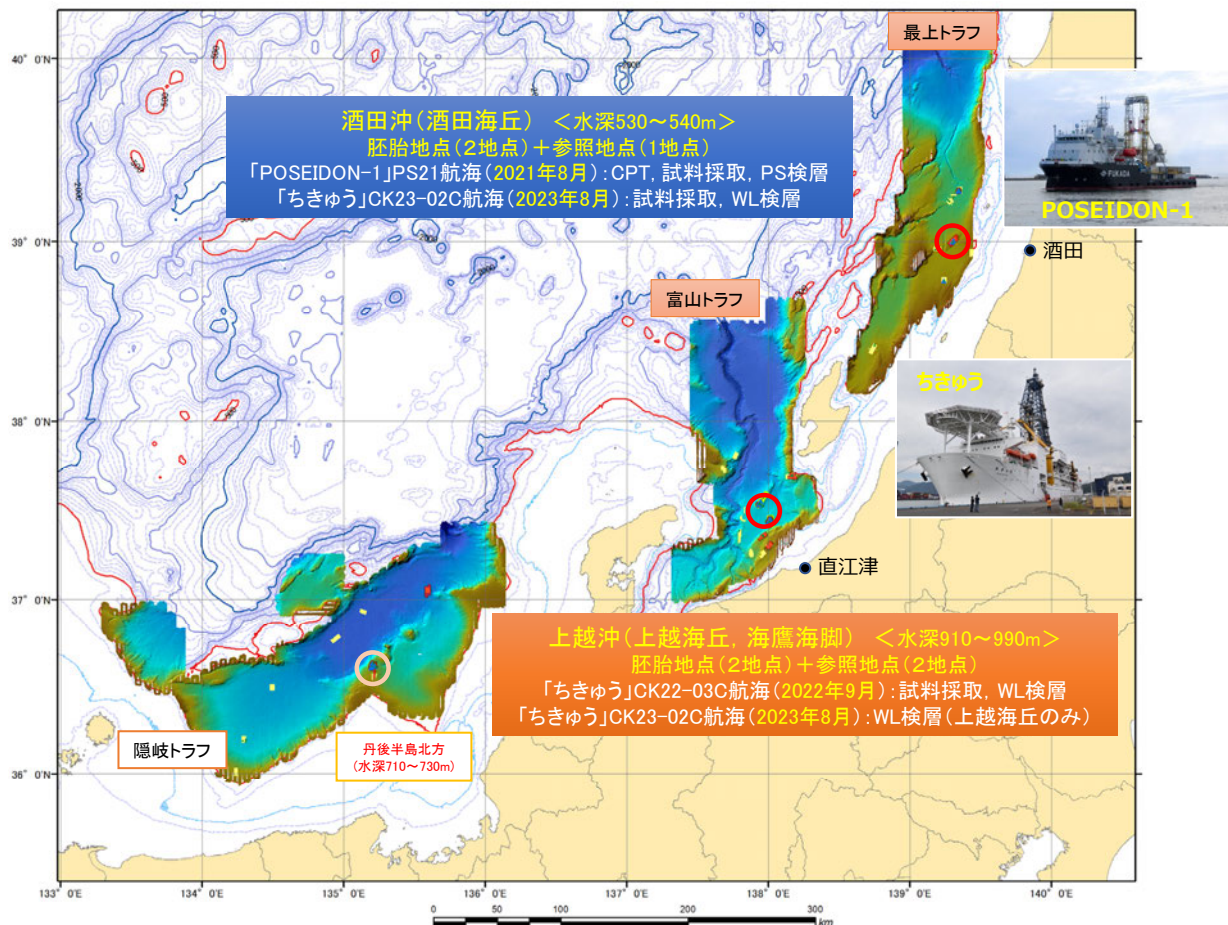 最上トラフ
40° 0'N
酒田沖(酒田海丘) <水深530~540m>
胚胎地点(2地点)+参照地点(1地点)
「POSEIDON-1」PS21航海(2021年8月):CPT, 試料採取, PS検層
「ちきゅう」CK23-02C航海(2023年8月):試料採取, WL検層
FUKADA
POSEIDON-1
39° 0'N
酒田
富山トラフ
ちきゅう
38° 0'N
直江津
37° 0'N
上越沖(上越海丘, 海鷹海脚) <水深910~990m>
胚胎地点(2地点)+参照地点(2地点)
「ちきゅう」CK22-03C航海(2022年9月):試料採取, WL検層
「ちきゅう」CK23-02C航海(2023年8月):WL検層(上越海丘のみ)
隠岐トラフ
丹後半島北方
(水深710~730m)
36° 0'N
133° 0'E
134° 0'E
135° 0'E
136° 0'E
137° 0'E
138° 0'E
139° 0'E
140° 0'E
0 50 100 200 300
km